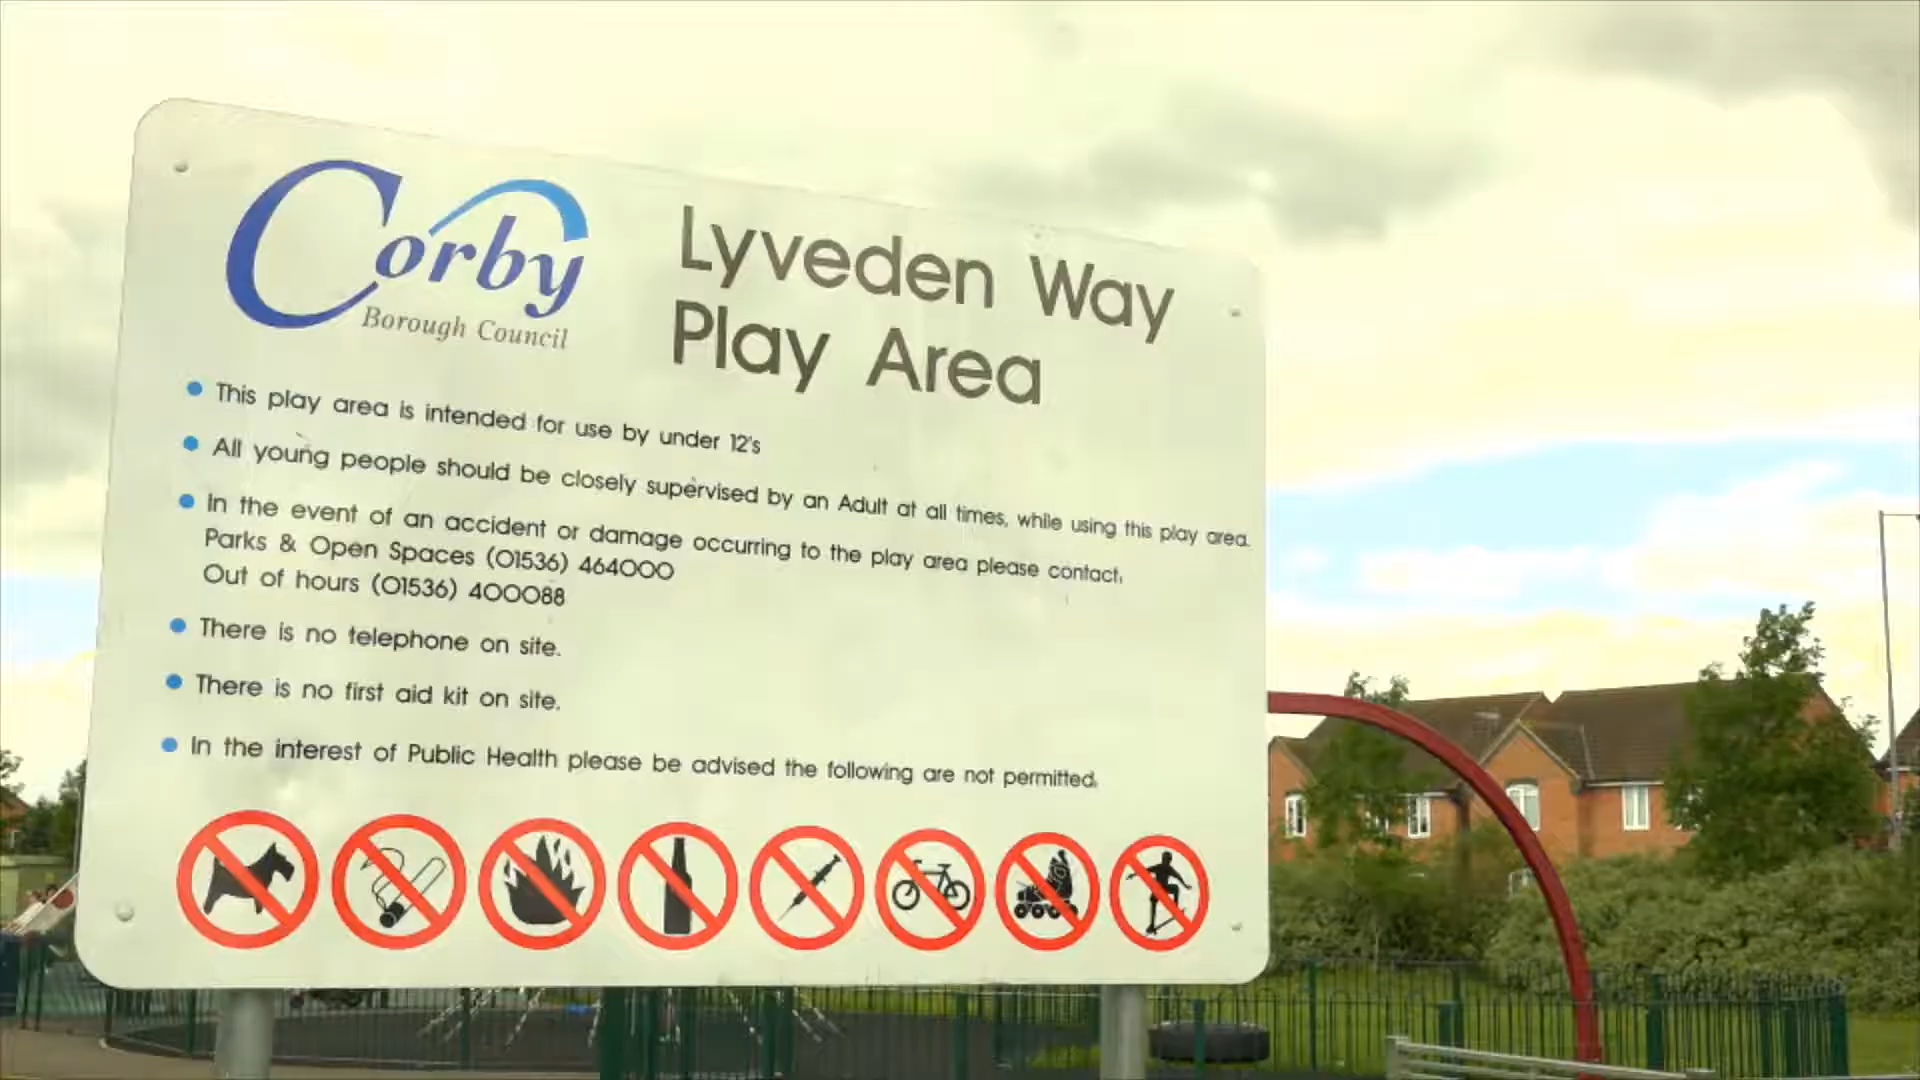 Corby
Borough Council
Lyveden Way
Play Area
This play area is intended for use by under 12's
All young people should be closely supervised by an Adult at all times, while using this play area.
In the event of an accident or damage occurring to the play area please contact,
Parks & Open Spaces (01536) 464000
Out of hours (01536) 400088
There is no telephone on site.
There is no first aid kit on site.
In the interest of Public Health please be advised the following are not permitted,